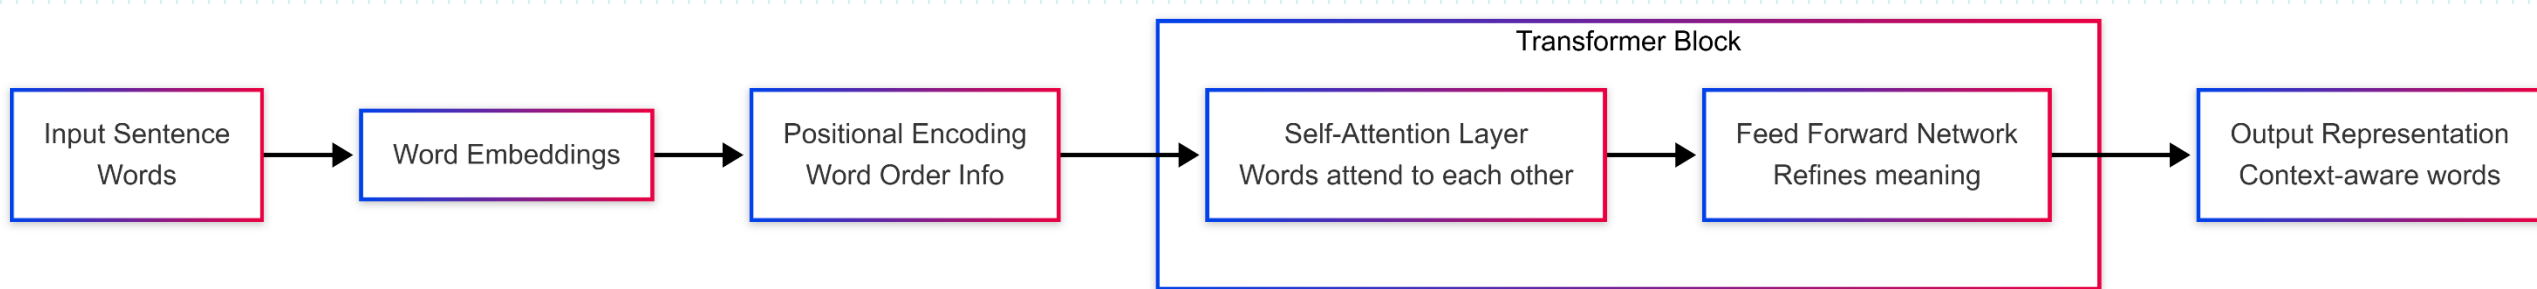 Transformer Block
Input Sentence
Words
Word Embeddings
Positional Encoding
Word Order Info
Self-Attention Layer
Words attend to each other
Feed Forward Network
Refines meaning
Output Representation
Context-aware words